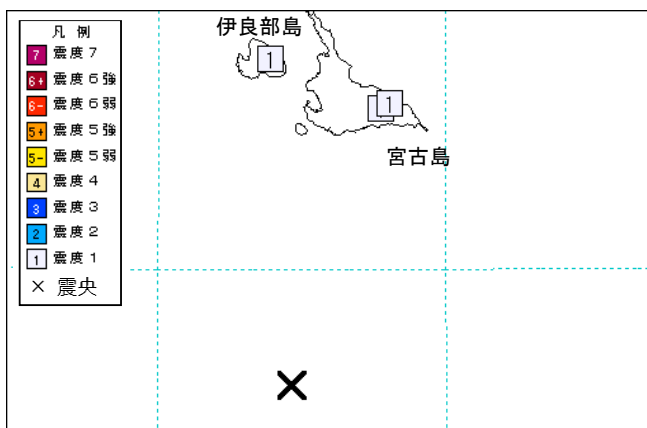 凡 例
7 震度７
6+ 震度６強
6- 震度６弱
5+ 震度５強
5- 震度５弱
4 震度４
3 震度３
2 震度２
1 震度１
× 震央
伊良部島
1
1
宮古島